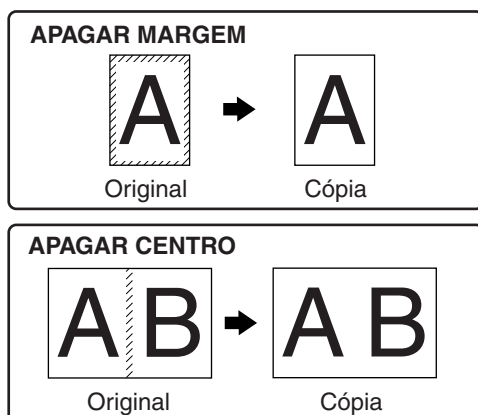 APAGAR MARGEM
A A
Original Cópia
APAGAR CENTRO
A B A B
Original Cópia